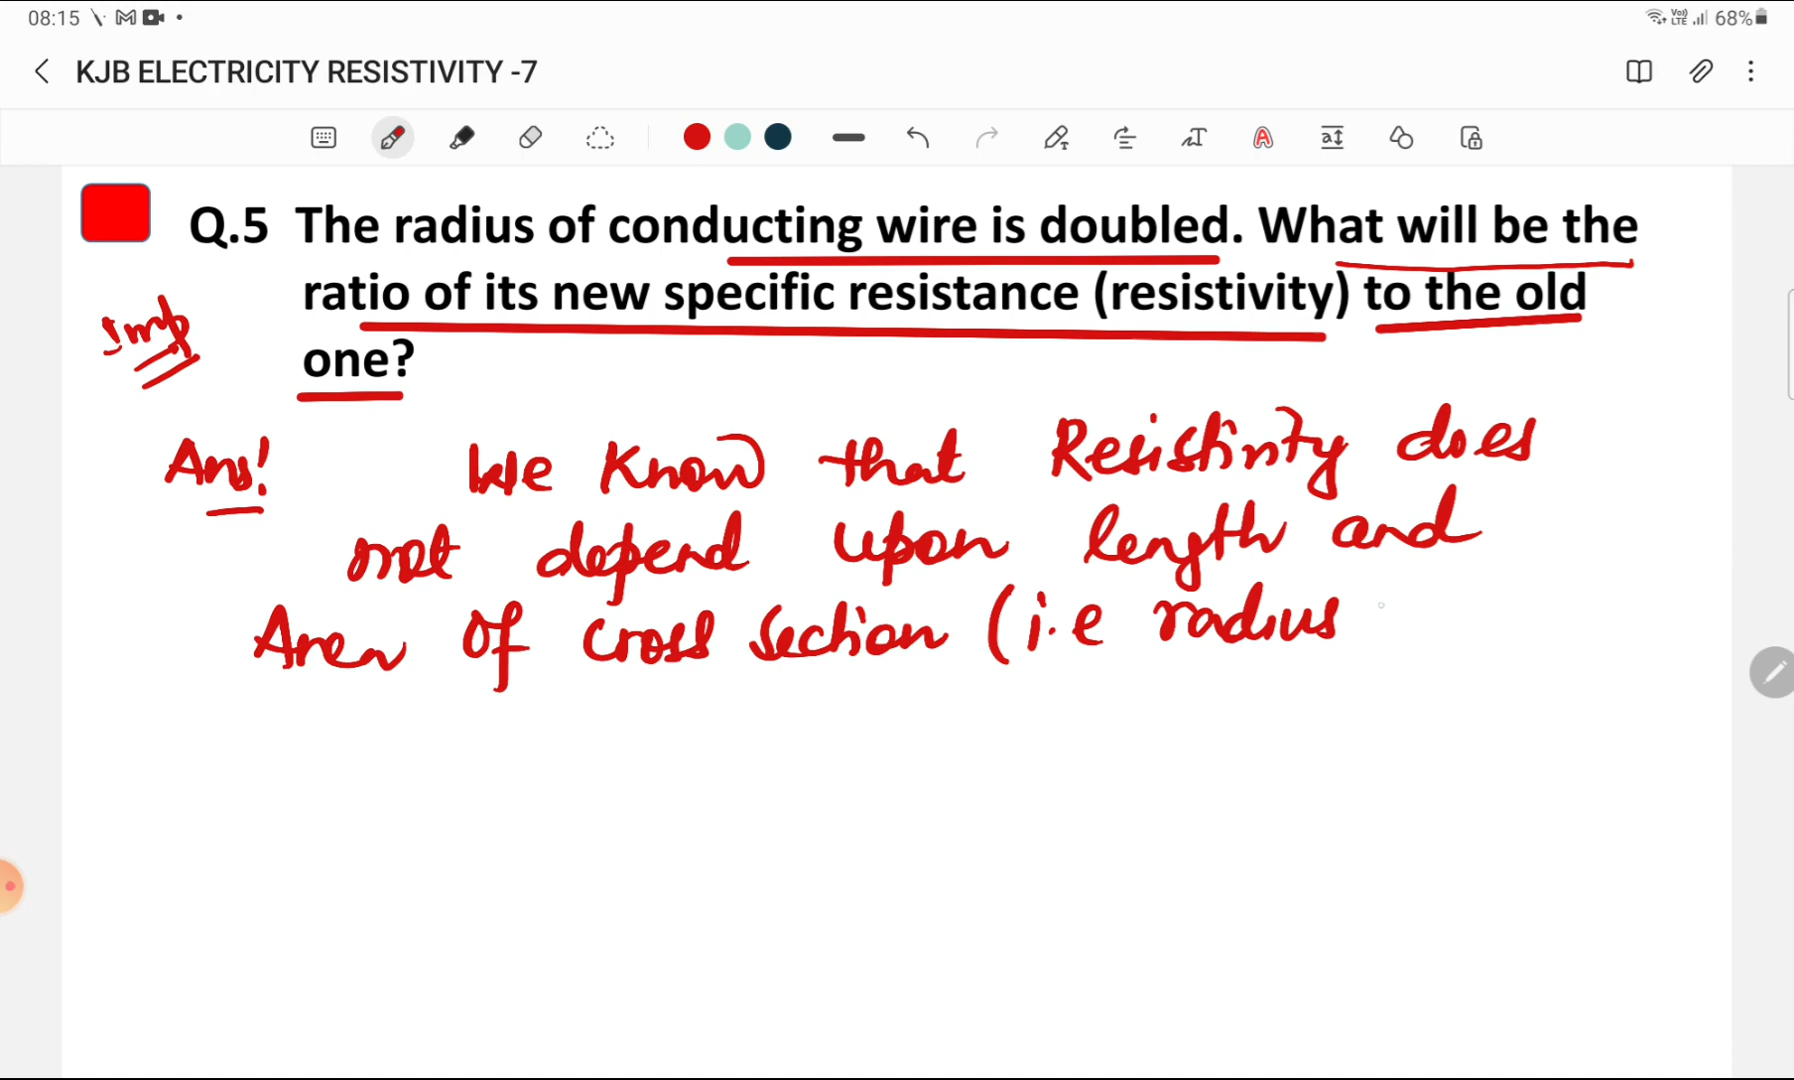 08:15 68%
KJB ELECTRICITY RESISTIVITY -7
Q.5 The radius of conducting wire is doubled. What will be the
ratio of its new specific resistance (resistivity) to the old
one?
Imp
Ans! We Know that Resistivity does
not depend upon length and
Area of cross section (i.e radius